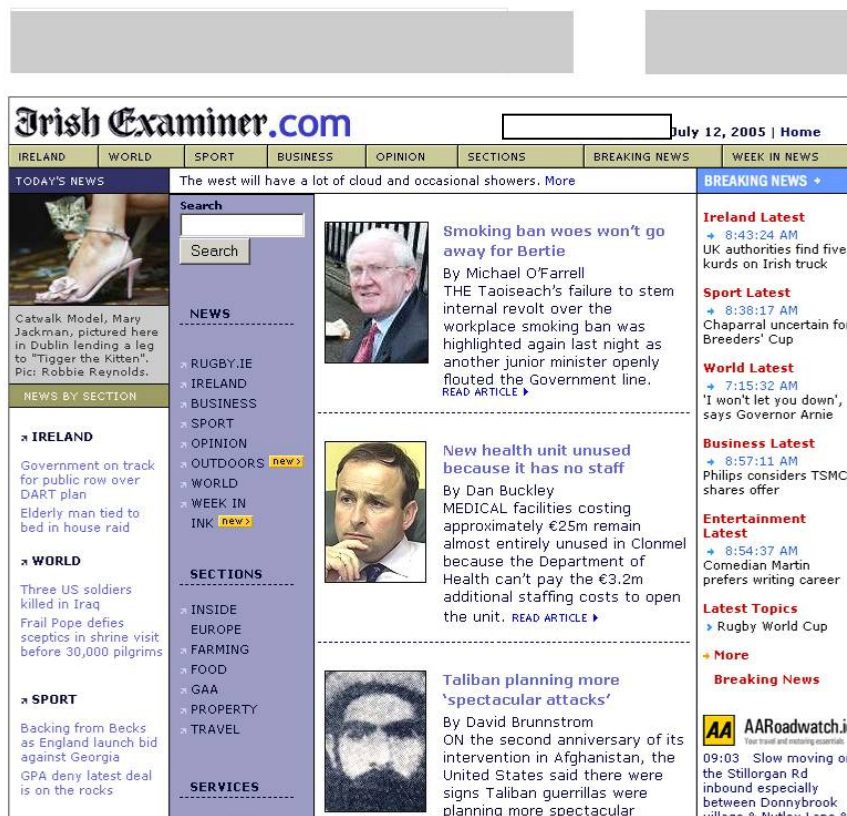 Irish Examiner.com
July 12, 2005 | Home
IRELAND WORLD SPORT BUSINESS OPINION SECTIONS BREAKING NEWS WEEK IN NEWS
TODAY'S NEWS
The west will have a lot of cloud and occasional showers. More
BREAKING NEWS
Catwalk Model, Mary
Jackman, pictured here
in Dublin lending a leg
to "Tigger the Kitten".
Pic: Robbie Reynolds.
NEWS BY SECTION
IRELAND
Government on track
for public row over
DART plan
Elderly man tied to
bed in house raid
WORLD
Three US soldiers
killed in Iraq
Frail Pope defies
sceptics in shrine visit
before 30,000 pilgrims
SPORT
Backing from Becks
as England launch bid
against Georgia
GPA deny latest deal
is on the rocks
Search
Search
NEWS
RUGBY.IE
IRELAND
BUSINESS
SPORT
OPINION
OUTDOORS new>
WORLD
WEEK IN
INK new>
SECTIONS
INSIDE
EUROPE
FARMING
FOOD
GAA
PROPERTY
TRAVEL
SERVICES
Smoking ban woes won't go
away for Bertie
By Michael O'Farrell
THE Taoiseach's failure to stem
internal revolt over the
workplace smoking ban was
highlighted again last night as
another junior minister openly
flouted the Government line.
READ ARTICLE
New health unit unused
because it has no staff
By Dan Buckley
MEDICAL facilities costing
approximately €25m remain
almost entirely unused in Clonmel
because the Department of
Health can't pay the €3.2m
additional staffing costs to open
the unit. READ ARTICLE
Taliban planning more
'spectacular attacks'
By David Brunnstrom
ON the second anniversary of its
intervention in Afghanistan, the
United States said there were
signs Taliban guerrillas were
planning more spectacular
Ireland Latest
8:43:24 AM
UK authorities find five
kurds on Irish truck
Sport Latest
8:38:17 AM
Chaparral uncertain for
Breeders' Cup
World Latest
7:15:32 AM
'I won't let you down',
says Governor Arnie
Business Latest
8:57:11 AM
Philips considers TSMC
shares offer
Entertainment
Latest
8:54:37 AM
Comedian Martin
prefers writing career
Latest Topics
Rugby World Cup
More
Breaking News
AA AARoadwatch.i
Your travel and motoring essentials
09:03 Slow moving on
the Stillorgan Rd
inbound especially
between Donnybrook
village & Nutley Lane &